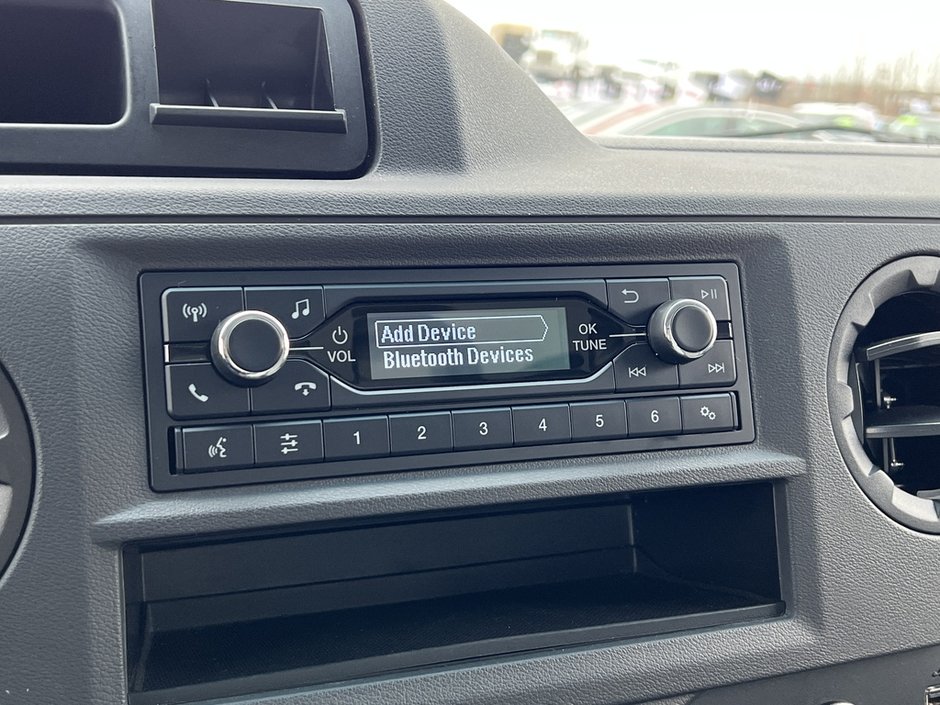 Add Device
Bluetooth Devices
VOL
OK
TUNE
1 2 3 4 5 6